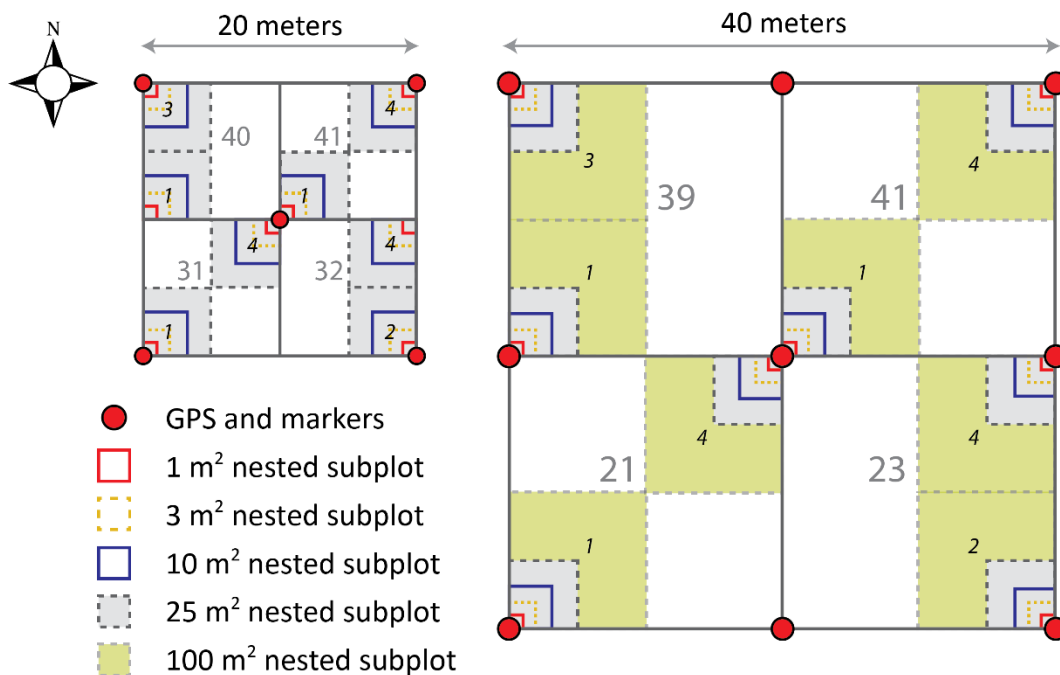 N
20 meters
40 meters
3
40
41
4
1
1
4
4
31
32
1
2
3
39
41
4
1
1
4
4
21
23
1
2
GPS and markers
1 m² nested subplot
3 m² nested subplot
10 m² nested subplot
25 m² nested subplot
100 m² nested subplot